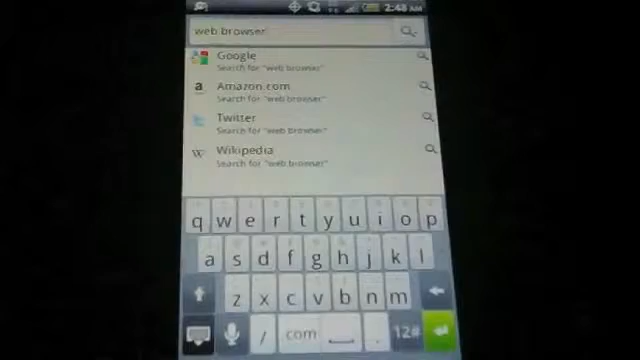 2:48 AM
web browser
Google
Search for "web browser"
a Amazon.com
Search for "web browser"
Twitter
Search for "web browser"
W Wikipedia
Search for "web browser"
q w e r t y u i o p
a s d f g h j k l
z x c v b n m
/ .com . 12#